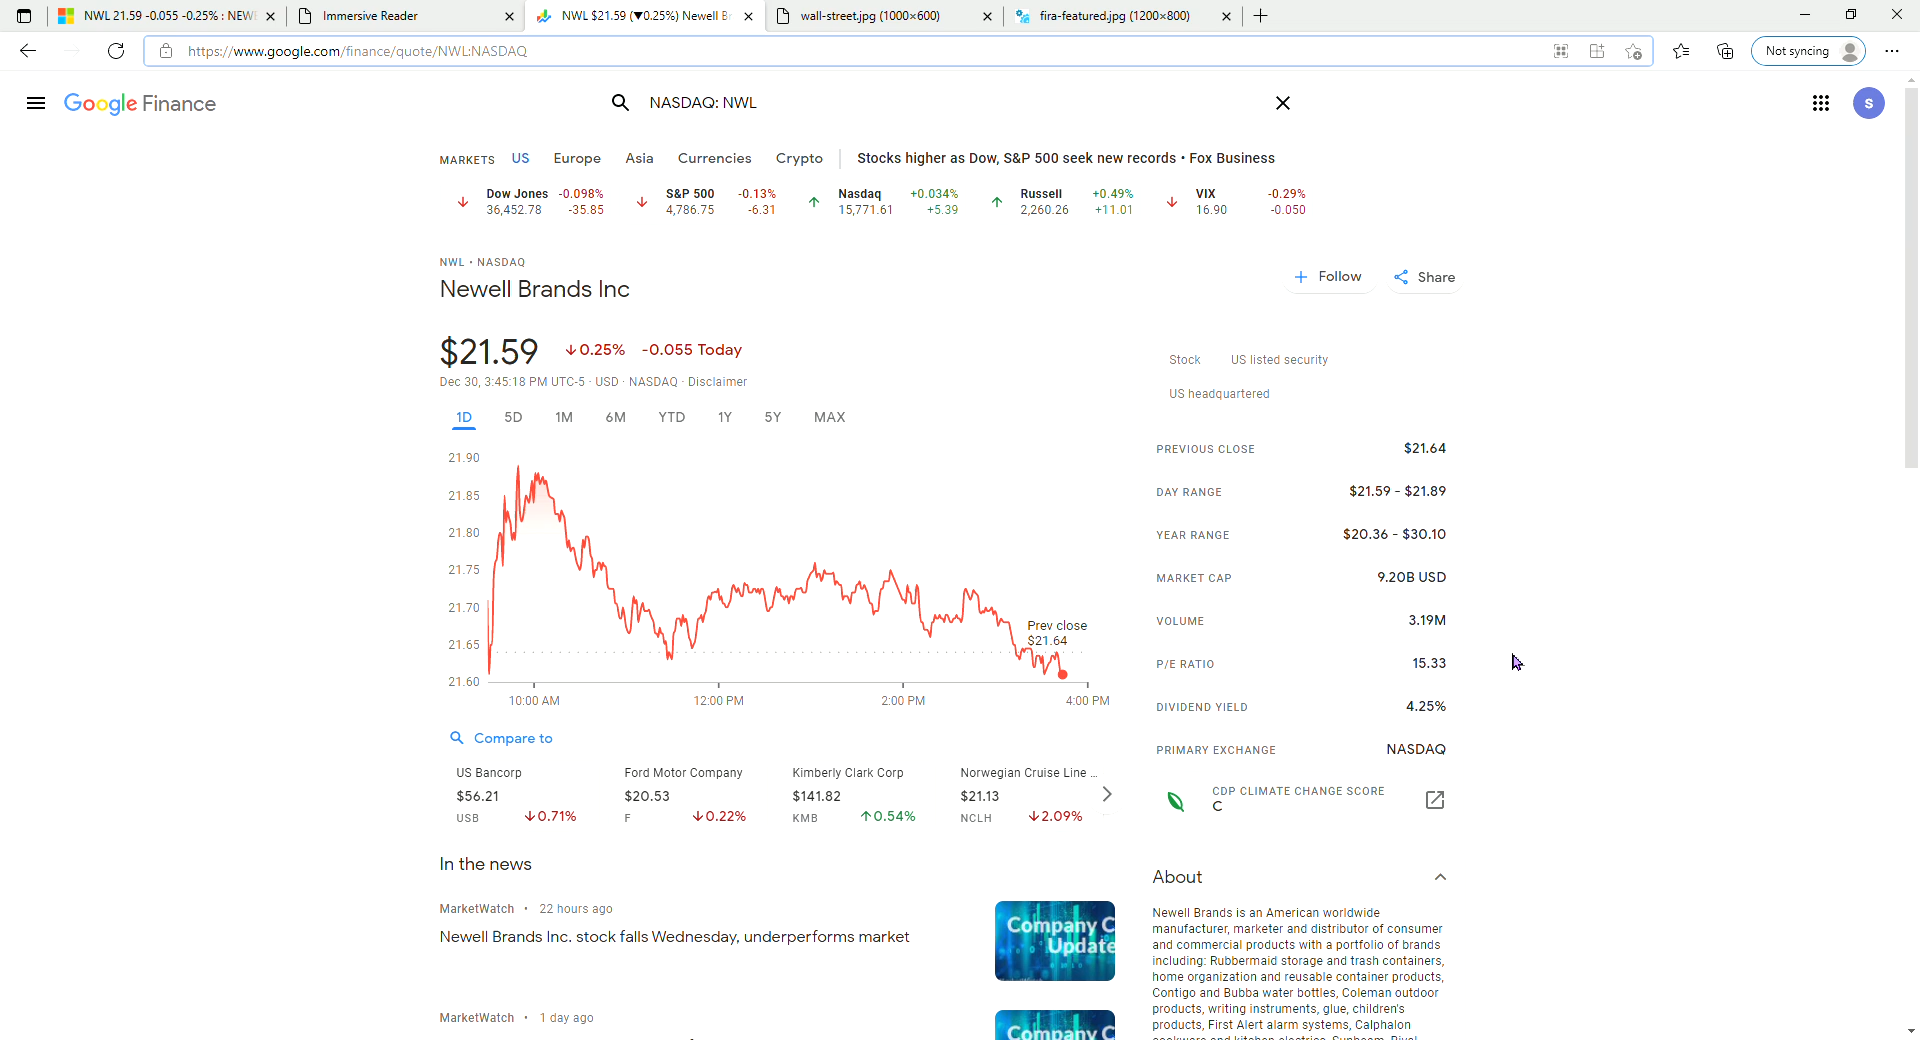 NWL 21.59 -0.055 -0.25% : NEWE
Immersive Reader
NWL $21.59 (▼0.25%) Newell Br
wall-street.jpg (1000×600)
fira-featured.jpg (1200×800)
https://www.google.com/finance/quote/NWL:NASDAQ
Not syncing
Google Finance
NASDAQ: NWL
S
MARKETS US Europe Asia Currencies Crypto Stocks higher as Dow, S&P 500 seek new records • Fox Business
Dow Jones -0.098% S&P 500 -0.13% Nasdaq +0.034% Russell +0.49% VIX -0.29%
36,452.78 -35.85 4,786.75 -6.31 15,771.61 +5.39 2,260.26 +11.01 16.90 -0.050
NWL • NASDAQ
Newell Brands Inc
Follow Share
$21.59 ↓0.25% -0.055 Today
Dec 30, 3:45:18 PM UTC-5 · USD · NASDAQ · Disclaimer
1D 5D 1M 6M YTD 1Y 5Y MAX
21.90
21.85
21.80
21.75
21.70
21.65
21.60
Prev close
$21.64
10:00 AM 12:00 PM 2:00 PM 4:00 PM
Compare to
US Bancorp
$56.21
USB ↓0.71%
Ford Motor Company
$20.53
F ↓0.22%
Kimberly Clark Corp
$141.82
KMB ↑0.54%
Norwegian Cruise Line ...
$21.13
NCLH ↓2.09%
In the news
MarketWatch • 22 hours ago
Newell Brands Inc. stock falls Wednesday, underperforms market
Company C
Update
MarketWatch • 1 day ago
Company C
Stock US listed security
US headquartered
PREVIOUS CLOSE $21.64
DAY RANGE $21.59 - $21.89
YEAR RANGE $20.36 - $30.10
MARKET CAP 9.20B USD
VOLUME 3.19M
P/E RATIO 15.33
DIVIDEND YIELD 4.25%
PRIMARY EXCHANGE NASDAQ
CDP CLIMATE CHANGE SCORE
C
About
Newell Brands is an American worldwide
manufacturer, marketer and distributor of consumer
and commercial products with a portfolio of brands
including: Rubbermaid storage and trash containers,
home organization and reusable container products,
Contigo and Bubba water bottles, Coleman outdoor
products, writing instruments, glue, children's
products, First Alert alarm systems, Calphalon